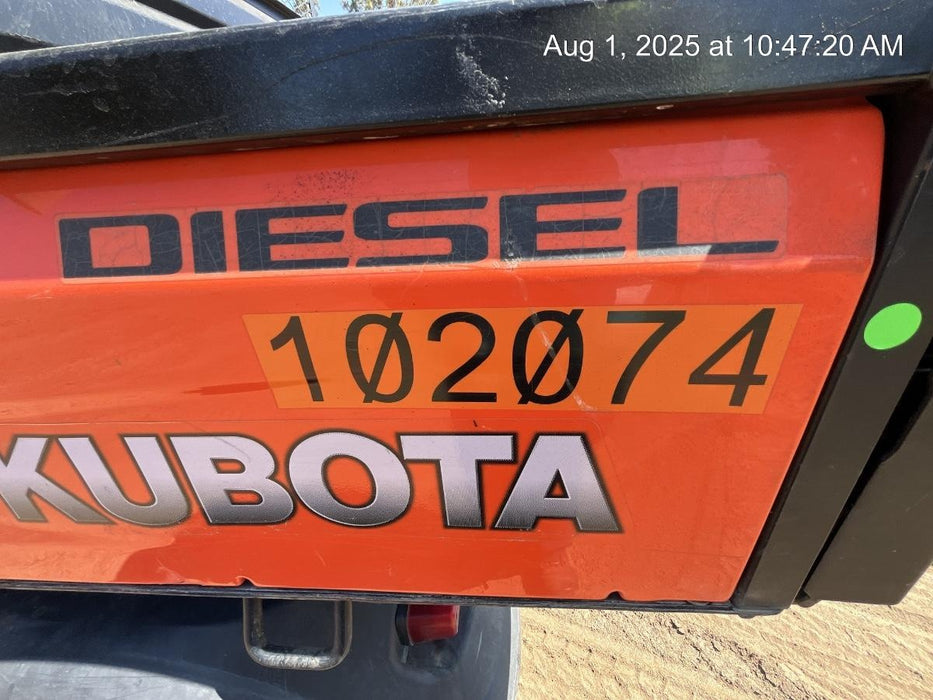 Aug 1, 2025 at 10:47:20 AM
DIESEL
1Ø2Ø74
KUBOTA